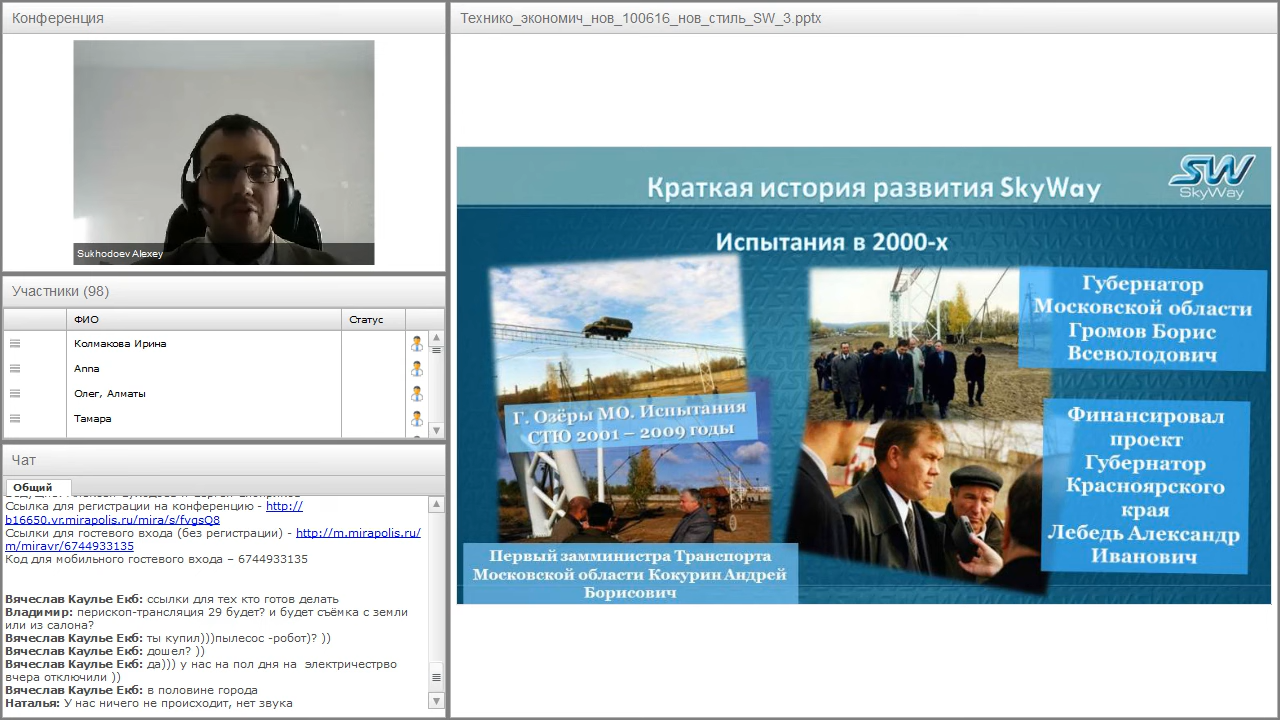 Конференция
Sukhodoev Alexey
Участники (98)
ФИО
Статус
Колмакова Ирина
Anna
Олег, Алматы
Тамара
Чат
Общий
Ссылка для регистрации на конференцию - http://
b16650.vr.mirapolis.ru/mira/s/fvgsQ8
Ссылки для гостевого входа (без регистрации) - http://m.mirapolis.ru/
m/miravr/6744933135
Код для мобильного гостевого входа – 6744933135
Вячеслав Каулье Екб: ссылки для тех кто готов делать
Владимир: перископ-трансляция 29 будет? и будет съёмка с земли
или из салона?
Вячеслав Каулье Екб: ты купил)))пылесос -робот)? ))
Вячеслав Каулье Екб: дошел? ))
Вячеслав Каулье Екб: да))) у нас на пол дня на электричестрво
вчера отключили ))
Вячеслав Каулье Екб: в половине города
Наталья: У нас ничего не происходит, нет звука
Технико_экономич_нов_100616_нов_стиль_SW_3.pptx
Краткая история развития SkyWay
SW
SkyWay
Испытания в 2000-х
Г. Озёры МО. Испытания
СТЮ 2001 – 2009 годы
Первый замминистра Транспорта
Московской области Кокурин Андрей
Борисович
Губернатор
Московской области
Громов Борис
Всеволодович
Финансировал
проект
Губернатор
Красноярского
края
Лебедь Александр
Иванович